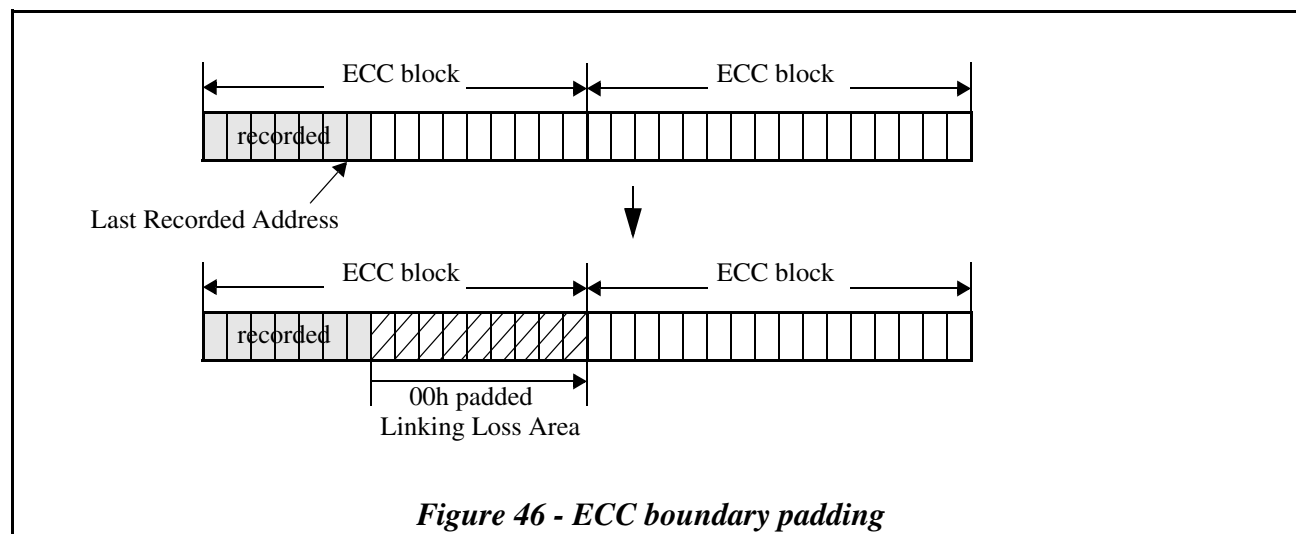 ECC block ECC block
recorded
Last Recorded Address
ECC block ECC block
recorded
00h padded
Linking Loss Area
Figure 46 - ECC boundary padding